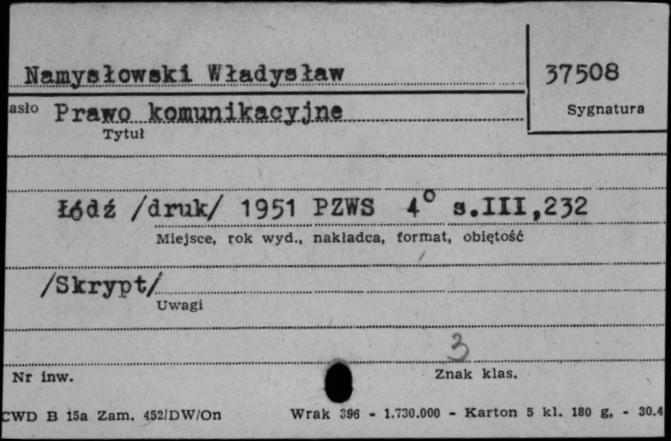 Namysłowski Władysław
37508
asło Prawo komunikacyjne
Sygnatura
Tytuł
Łódź /druk/ 1951 PZWS 4° s.III,232
Miejsce, rok wyd., nakładca, format, objętość
/Skrypt/
Uwagi
3
Nr inw.
Znak klas.
CWD B 15a Zam. 452/DW/On Wrak 396 - 1.730.000 - Karton 5 kl. 180 g, - 30.4